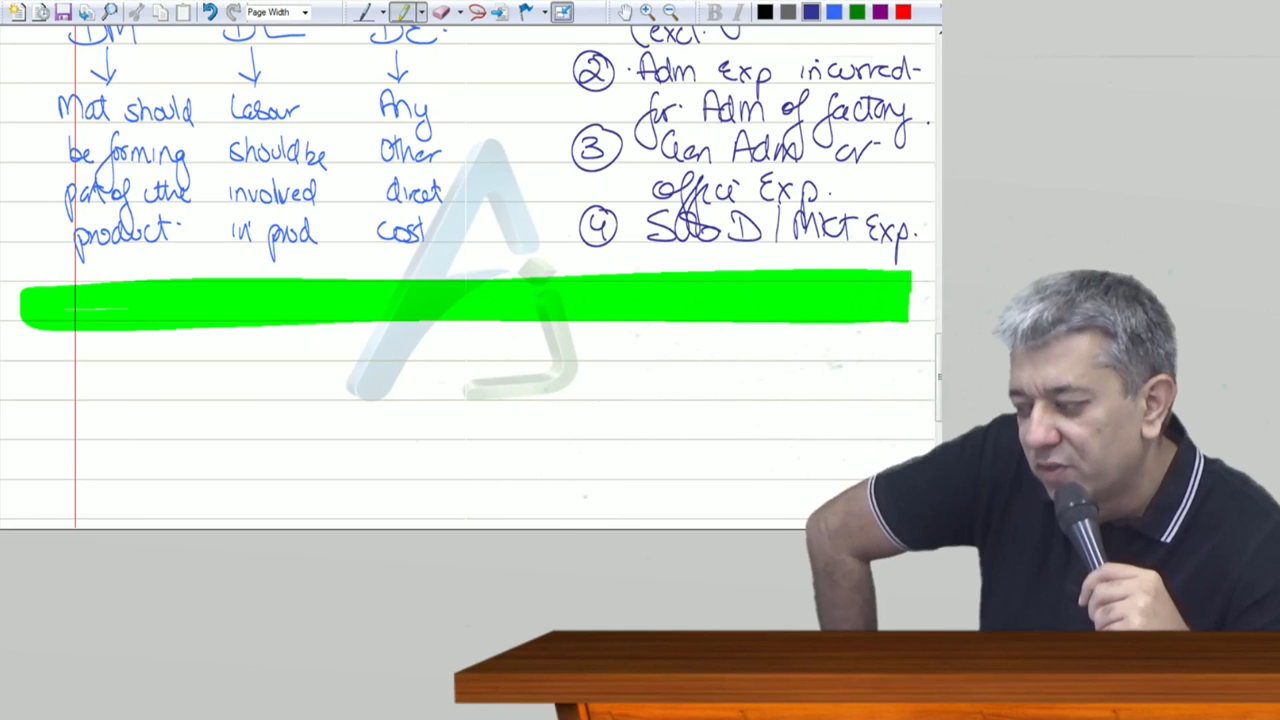 Page Width
B I
DM DL DE.
(excl.
Mat should
be forming
part of the
product.
Labour
should be
involved
in prod
Any
Other
direct
cost
② Adm Exp incurred-
for Adm of factory.
③ Gen Adm or
office Exp.
④ S & D / Mkt Exp.